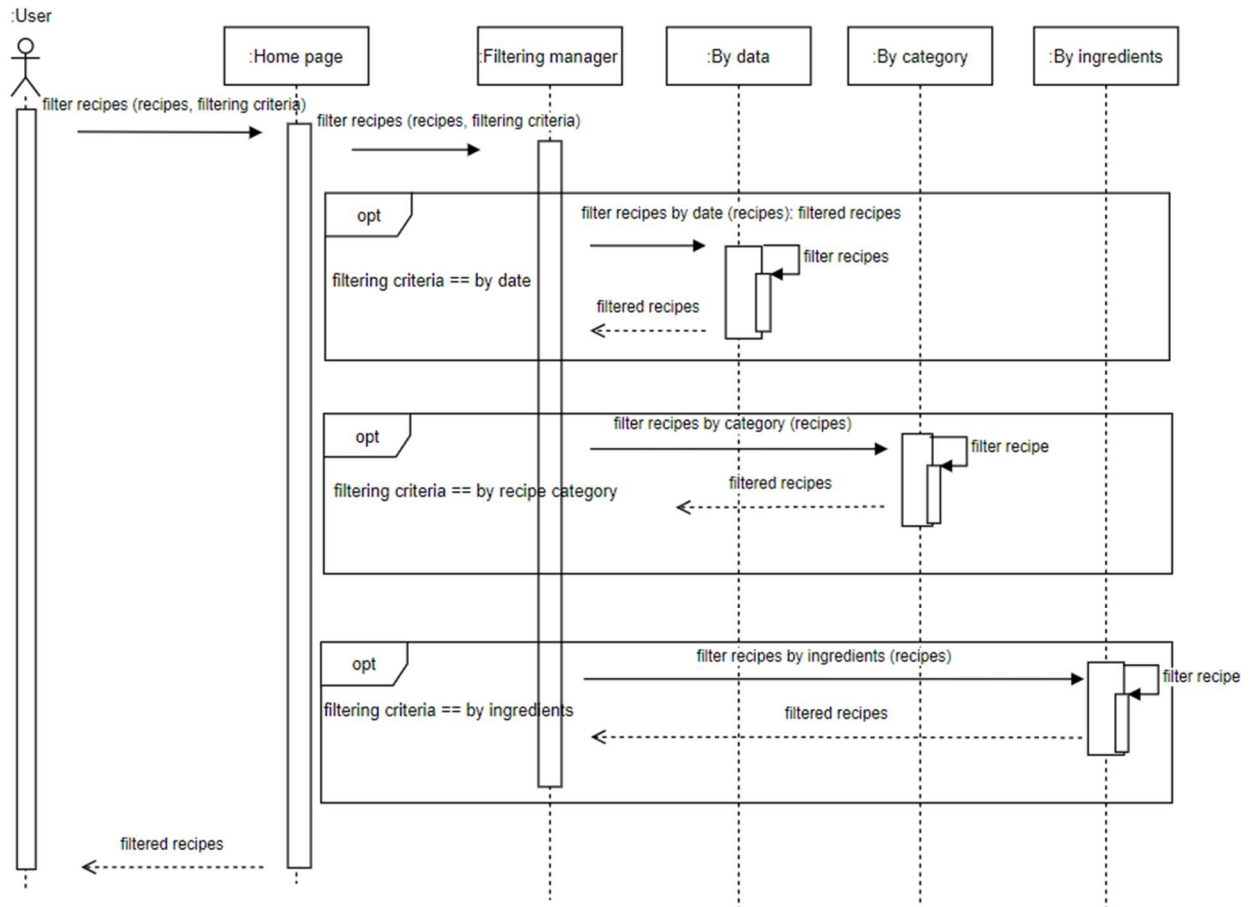 :User
:Home page
:Filtering manager
:By data
:By category
:By ingredients
filter recipes (recipes, filtering criteria)
filter recipes (recipes, filtering criteria)
opt
filter recipes by date (recipes): filtered recipes
filter recipes
filtering criteria == by date
filtered recipes
opt
filter recipes by category (recipes)
filter recipe
filtering criteria == by recipe category
filtered recipes
opt
filter recipes by ingredients (recipes)
filter recipe
filtering criteria == by ingredients
filtered recipes
filtered recipes